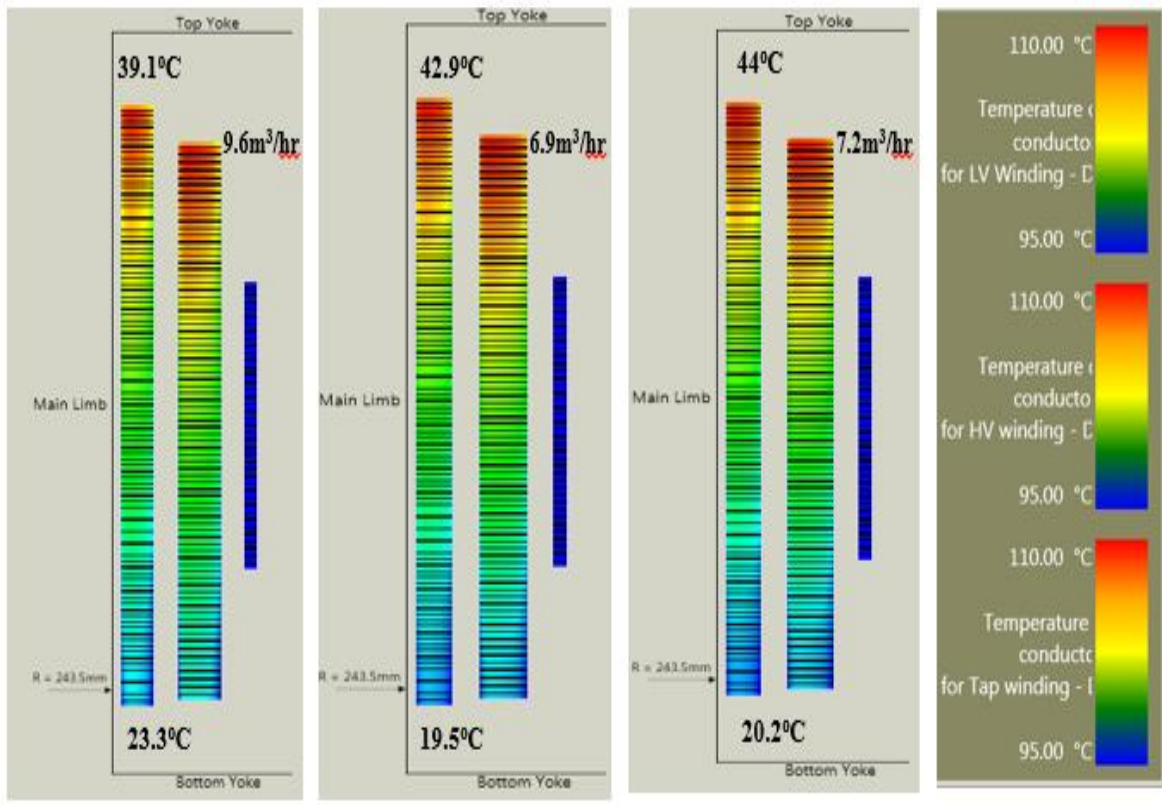 Top Yoke
39.1⁰C
9.6m³/hr
Main Limb
R = 243.5mm
23.3⁰C
Bottom Yoke
Top Yoke
42.9⁰C
6.9m³/hr
Main Limb
R = 243.5mm
19.5⁰C
Bottom Yoke
Top Yoke
44⁰C
7.2m³/hr
Main Limb
R = 243.5mm
20.2⁰C
Bottom Yoke
110.00 °C
Temperature
conducto
for LV Winding - D
95.00 °C
110.00 °C
Temperature
conducto
for HV winding - D
95.00 °C
110.00 °C
Temperature
conductc
for Tap winding -
95.00 °C